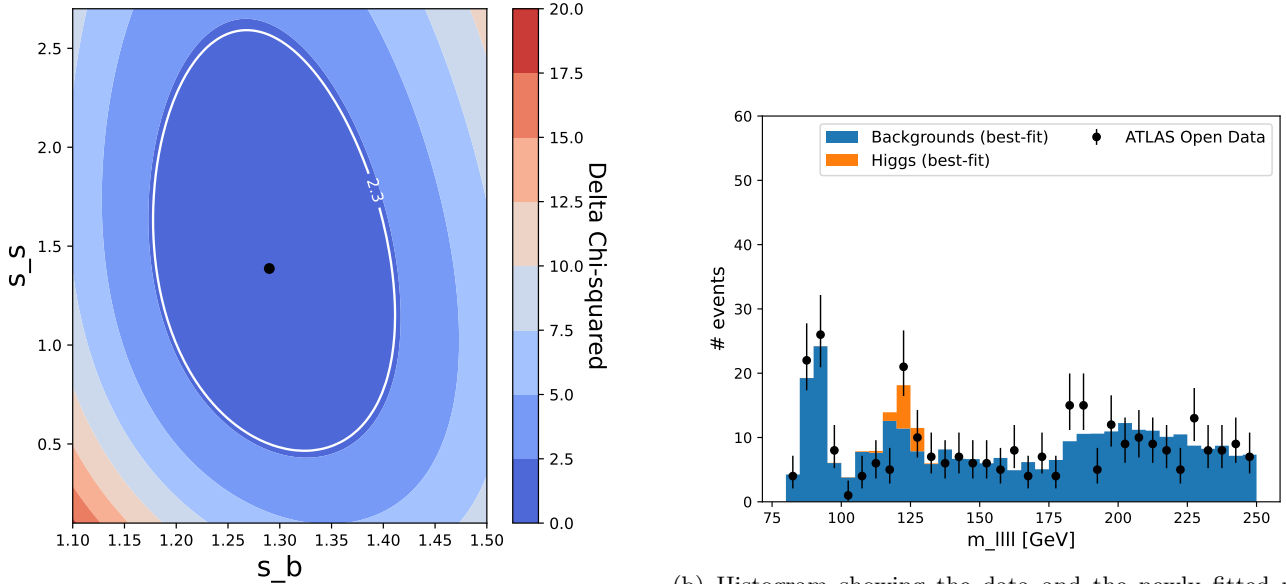 2.5
2.0
1.5
1.0
0.5
s_s
2.3
1.10 1.15 1.20 1.25 1.30 1.35 1.40 1.45 1.50
s_b
20.0
17.5
15.0
12.5
10.0
7.5
5.0
2.5
0.0
Delta Chi-squared
60
50
40
30
20
10
0
# events
Backgrounds (best-fit)
Higgs (best-fit)
ATLAS Open Data
75 100 125 150 175 200 225 250
m_llll [GeV]
(b) Histogram showing the data and the newly fitted